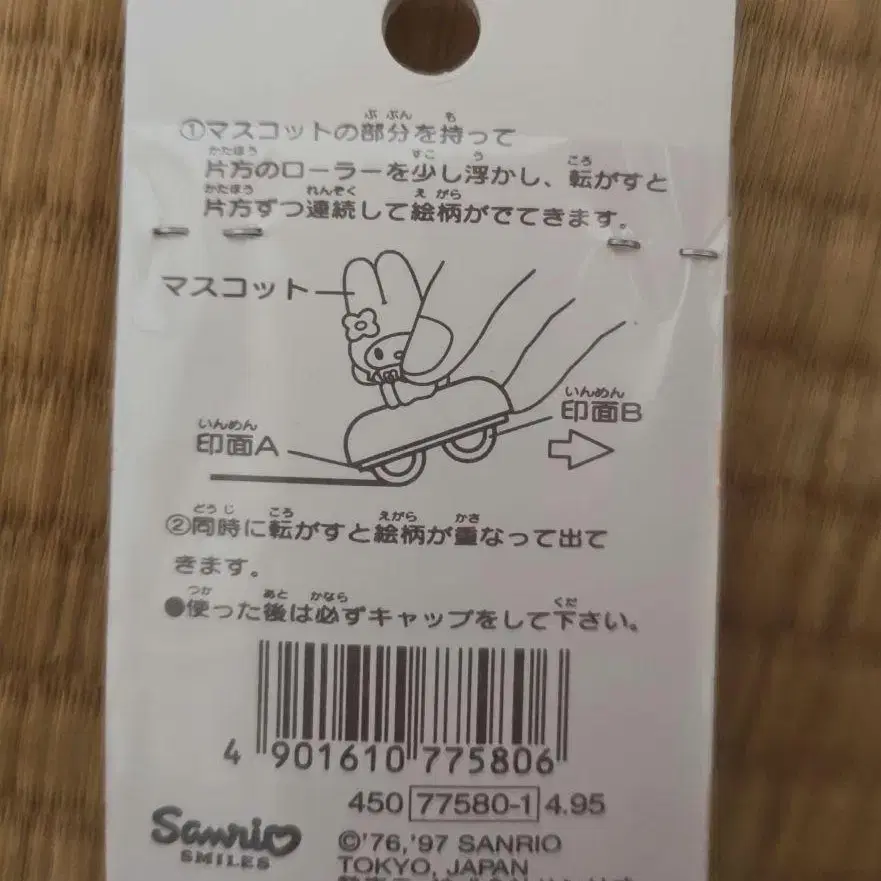 ①マスコットの部分を持って
片方のローラーを少し浮かし、転がすと
片方ずつ連続して絵柄がでてきます。
マスコット
印面A
印面B
②同時に転がすと絵柄が重なって出て
きます。
●使った後は必ずキャップをして下さい。
4 901610 775806
450 77580-1 4.95
Sanrio
SMILES
©'76,'97 SANRIO
TOKYO, JAPAN